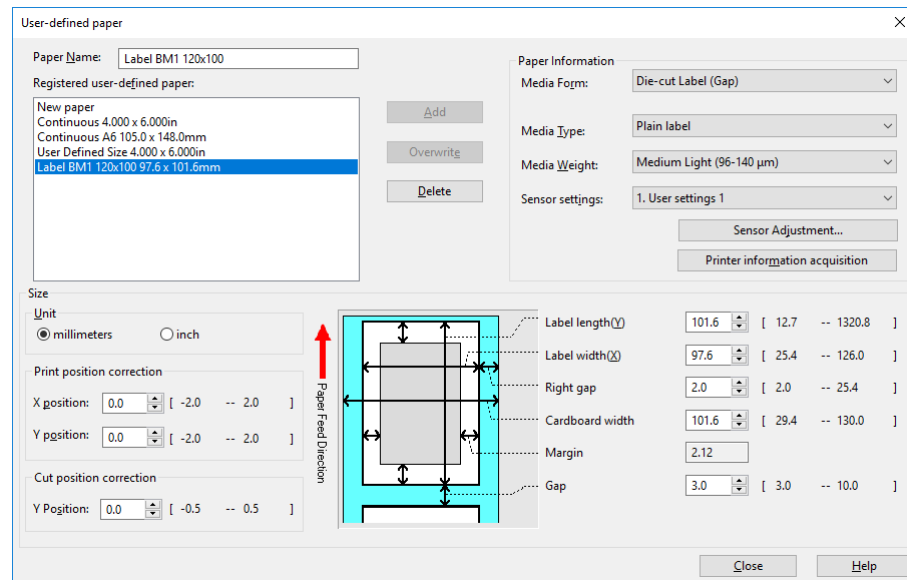 User-defined paper
Paper Name: Label BM1 120x100
Registered user-defined paper:
New paper
Continuous 4.000 x 6.000in
Continuous A6 105.0 x 148.0mm
User Defined Size 4.000 x 6.000in
Label BM1 120x100 97.6 x 101.6mm
Add
Overwrite
Delete
Paper Information
Media Form: Die-cut Label (Gap)
Media Type: Plain label
Media Weight: Medium Light (96-140 µm)
Sensor settings: 1. User settings 1
Sensor Adjustment...
Printer information acquisition
Size
Unit
millimeters inch
Print position correction
X position: 0.0 [ -2.0 -- 2.0 ]
Y position: 0.0 [ -2.0 -- 2.0 ]
Cut position correction
Y Position: 0.0 [ -0.5 -- 0.5 ]
Paper Feed Direction
Label length(Y) 101.6 [ 12.7 -- 1320.8 ]
Label width(X) 97.6 [ 25.4 -- 126.0 ]
Right gap 2.0 [ 2.0 -- 25.4 ]
Cardboard width 101.6 [ 29.4 -- 130.0 ]
Margin 2.12
Gap 3.0 [ 3.0 -- 10.0 ]
Close
Help